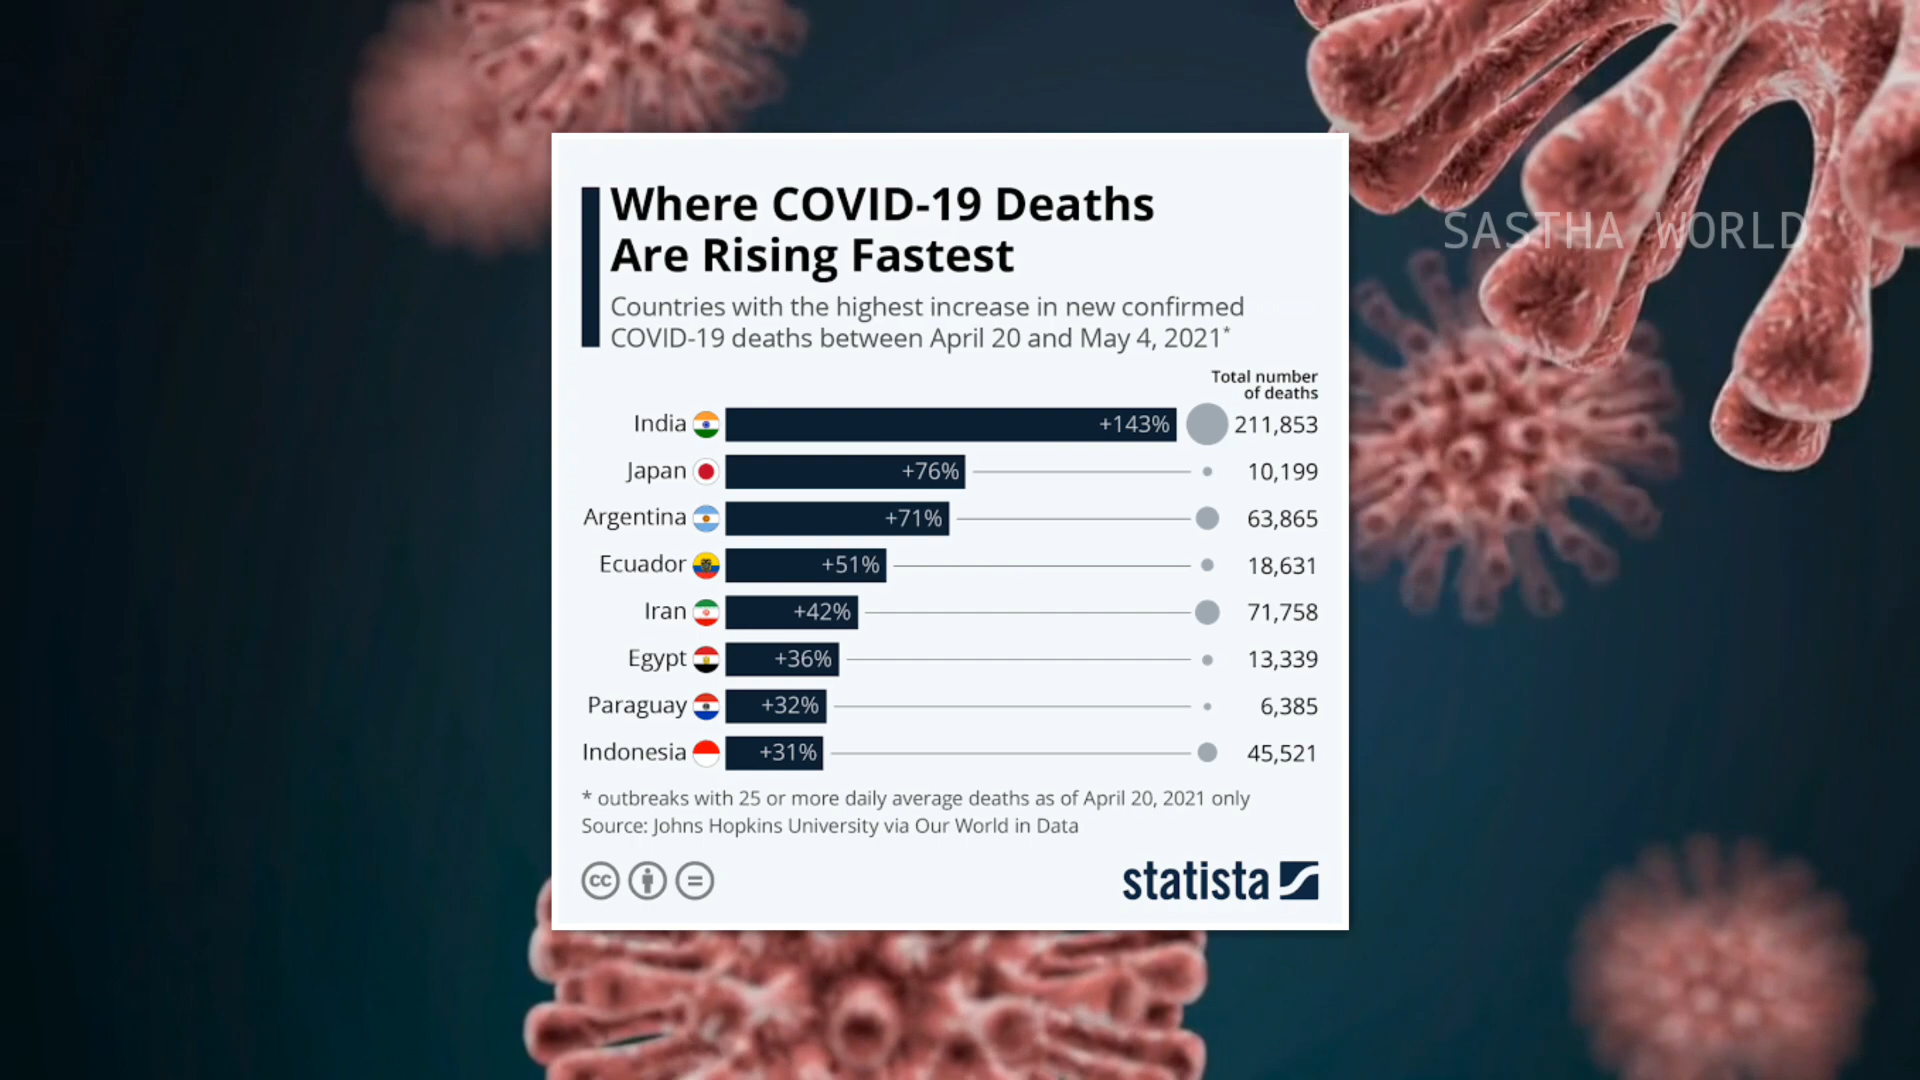 Where COVID-19 Deaths
Are Rising Fastest
Countries with the highest increase in new confirmed
COVID-19 deaths between April 20 and May 4, 2021*
Total number
of deaths
India +143% 211,853
Japan +76% 10,199
Argentina +71% 63,865
Ecuador +51% 18,631
Iran +42% 71,758
Egypt +36% 13,339
Paraguay +32% 6,385
Indonesia +31% 45,521
* outbreaks with 25 or more daily average deaths as of April 20, 2021 only
Source: Johns Hopkins University via Our World in Data
cc
statista
SASTHA WORLD